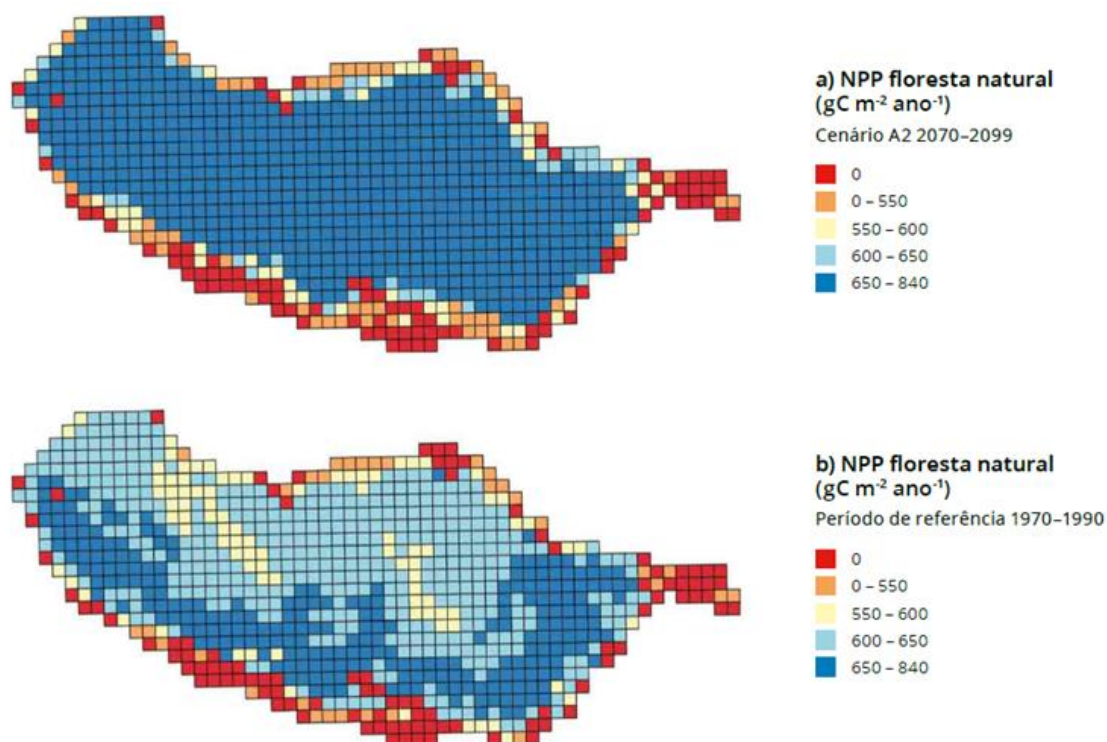 a) NPP floresta natural
(gC m⁻² ano⁻¹)
Cenário A2 2070–2099
0
0 – 550
550 – 600
600 – 650
650 – 840
b) NPP floresta natural
(gC m⁻² ano⁻¹)
Período de referência 1970–1990
0
0 – 550
550 – 600
600 – 650
650 – 840